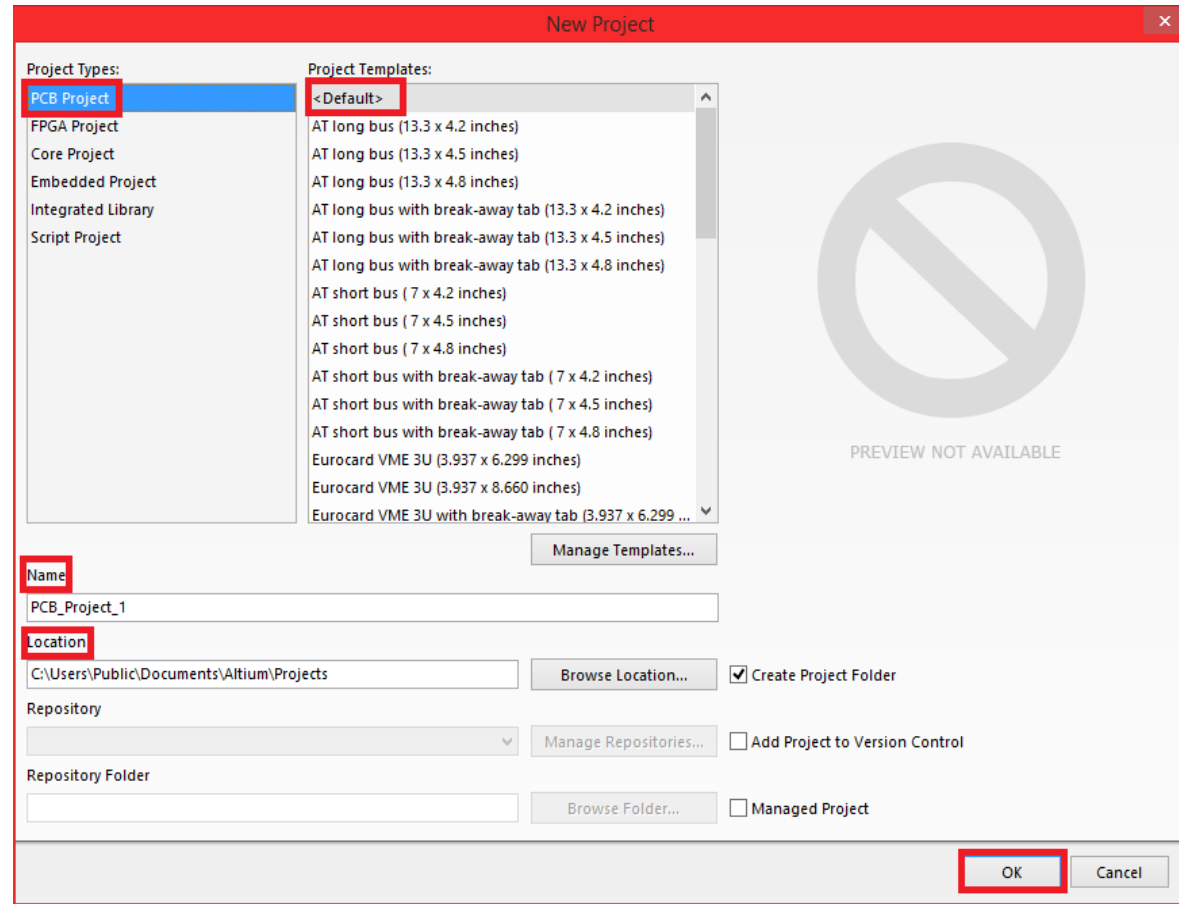 New Project
Project Types:
PCB Project
FPGA Project
Core Project
Embedded Project
Integrated Library
Script Project
Project Templates:
<Default>
AT long bus (13.3 x 4.2 inches)
AT long bus (13.3 x 4.5 inches)
AT long bus (13.3 x 4.8 inches)
AT long bus with break-away tab (13.3 x 4.2 inches)
AT long bus with break-away tab (13.3 x 4.5 inches)
AT long bus with break-away tab (13.3 x 4.8 inches)
AT short bus ( 7 x 4.2 inches)
AT short bus ( 7 x 4.5 inches)
AT short bus ( 7 x 4.8 inches)
AT short bus with break-away tab ( 7 x 4.2 inches)
AT short bus with break-away tab ( 7 x 4.5 inches)
AT short bus with break-away tab ( 7 x 4.8 inches)
Eurocard VME 3U (3.937 x 6.299 inches)
Eurocard VME 3U (3.937 x 8.660 inches)
Eurocard VME 3U with break-away tab (3.937 x 6.299 ...
PREVIEW NOT AVAILABLE
Manage Templates...
Name
PCB_Project_1
Location
C:\Users\Public\Documents\Altium\Projects
Browse Location...
Create Project Folder
Repository
Manage Repositories...
Add Project to Version Control
Repository Folder
Browse Folder...
Managed Project
OK
Cancel